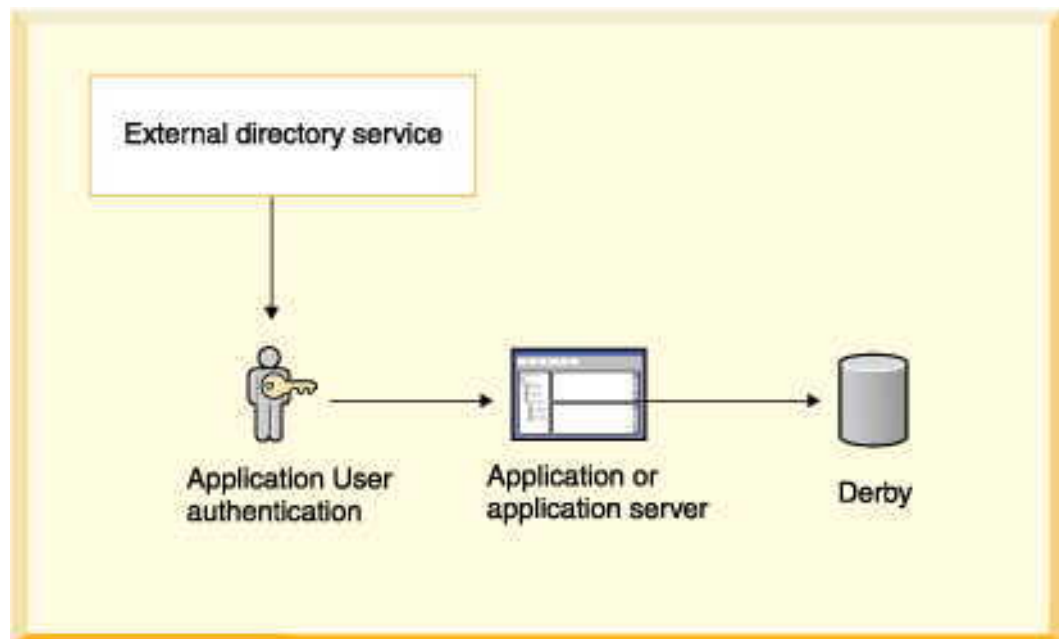 External directory service
Application User
authentication
Application or
application server
Derby